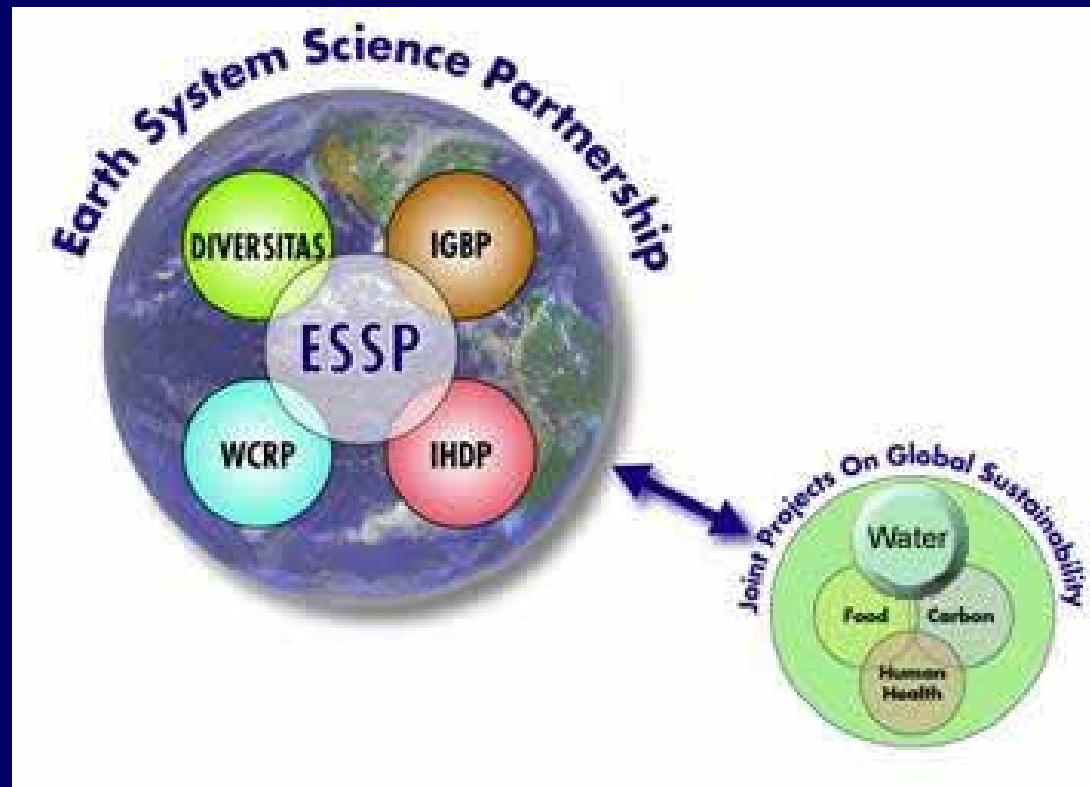 Earth System Science Partnership
DIVERSITAS
IGBP
ESSP
WCRP
IHDP
Joint Projects On Global Sustainability
Water
Food
Carbon
Human
Health